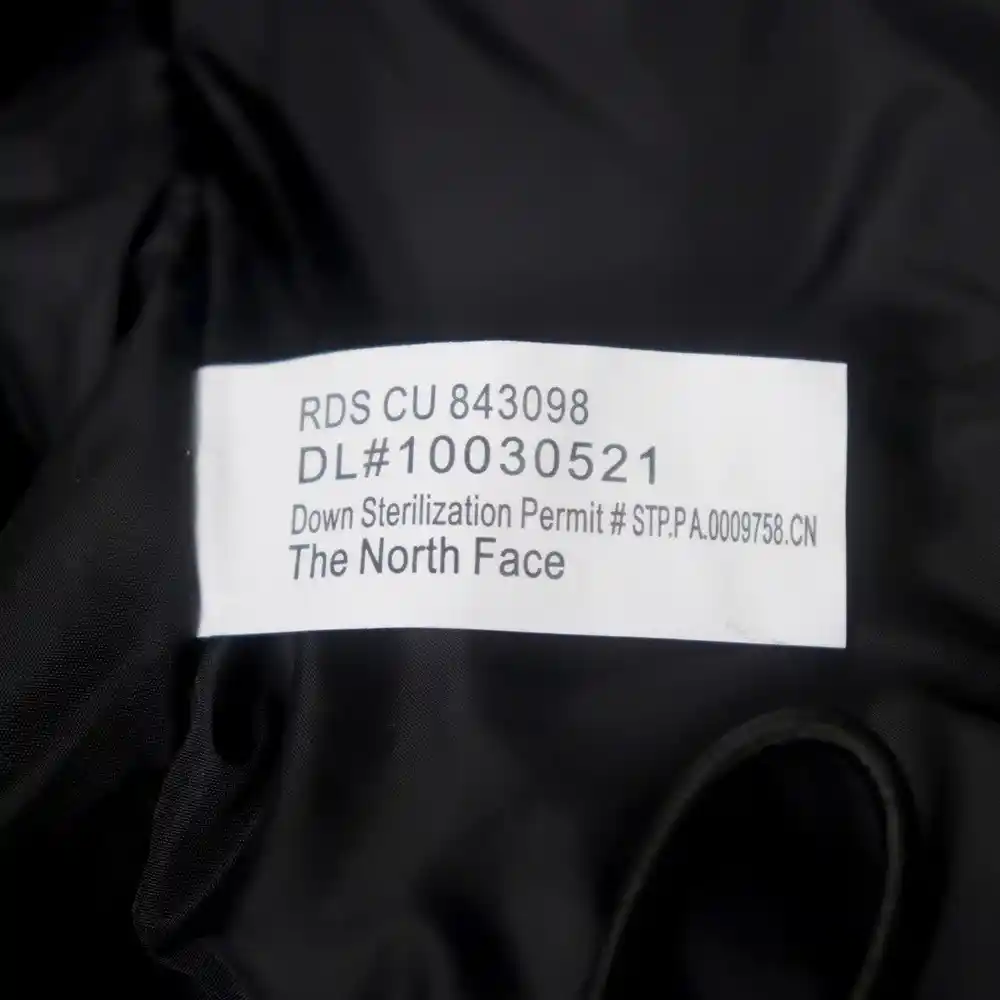 RDS CU 843098
DL#10030521
Down Sterilization Permit # STP.PA.0009758.CN
The North Face